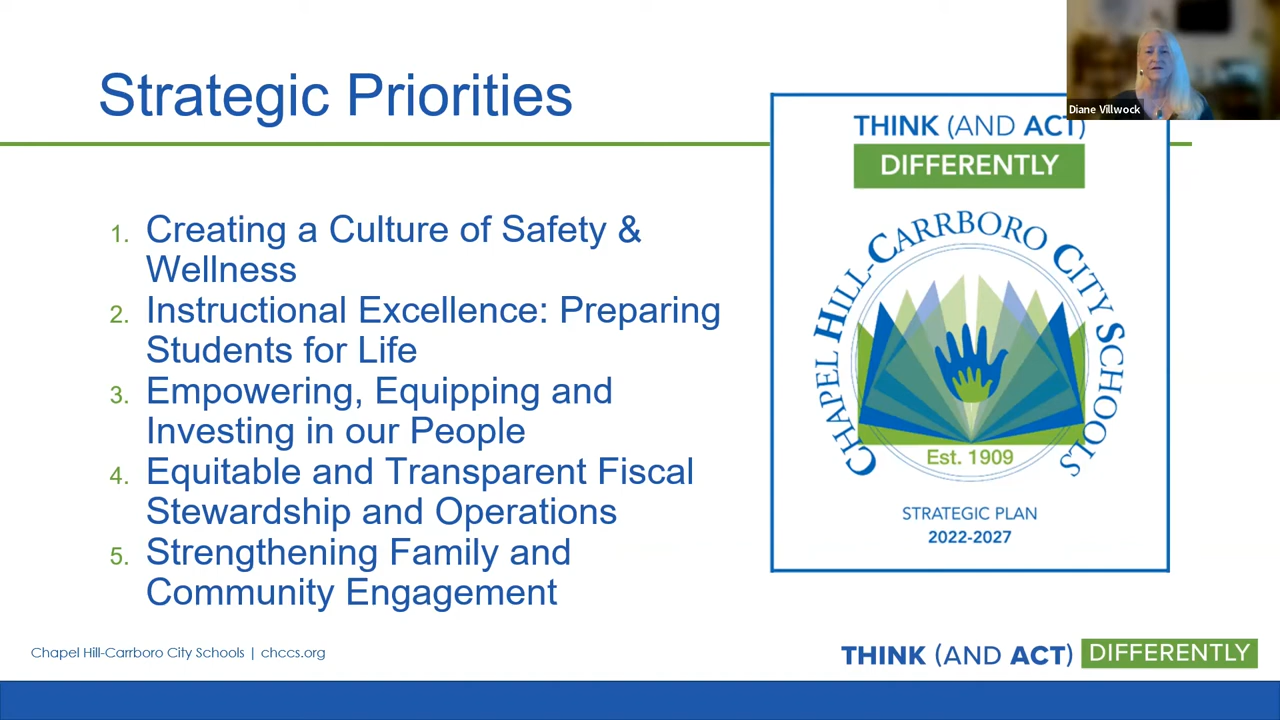 Strategic Priorities
Diane Villwock
THINK (AND ACT)
DIFFERENTLY
1. Creating a Culture of Safety &
Wellness
2. Instructional Excellence: Preparing
Students for Life
3. Empowering, Equipping and
Investing in our People
4. Equitable and Transparent Fiscal
Stewardship and Operations
5. Strengthening Family and
Community Engagement
CHAPEL HILL-CARRBORO CITY SCHOOLS
Est. 1909
STRATEGIC PLAN
2022-2027
Chapel Hill-Carrboro City Schools | chccs.org
THINK (AND ACT) DIFFERENTLY